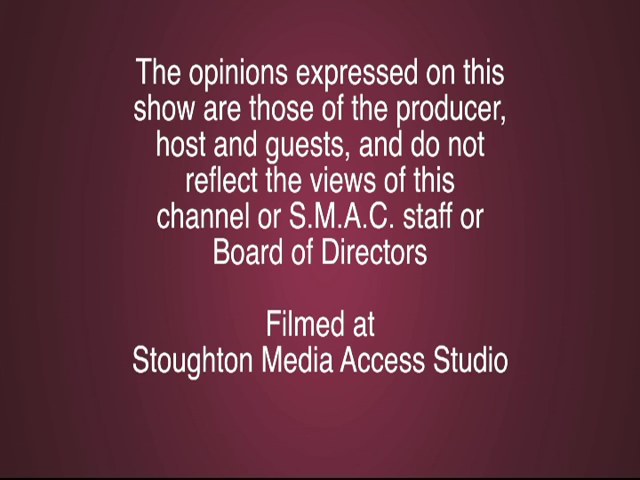 The opinions expressed on this
show are those of the producer,
host and guests, and do not
reflect the views of this
channel or S.M.A.C. staff or
Board of Directors
Filmed at
Stoughton Media Access Studio